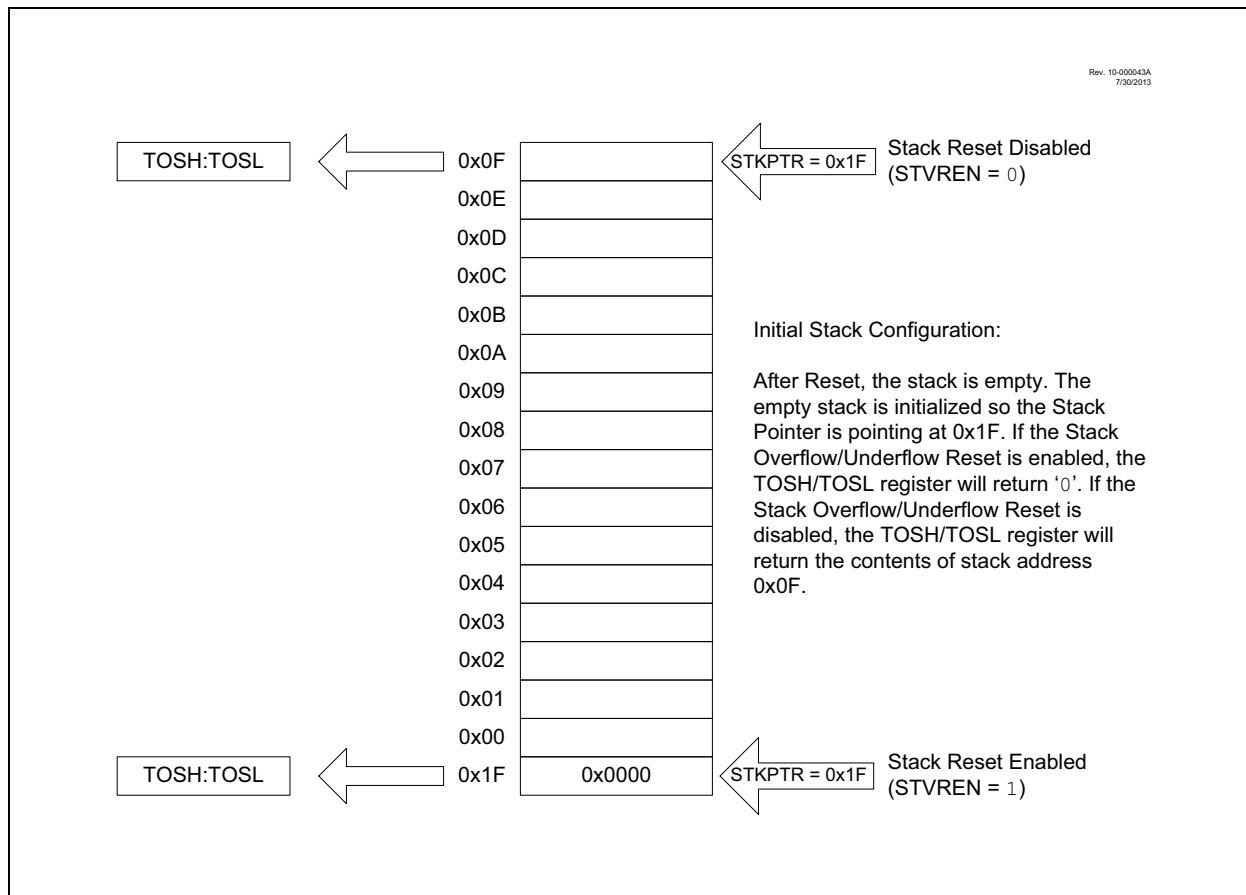 Rev. 10-000043A
7/30/2013
TOSH:TOSL
0x0F
STKPTR = 0x1F
Stack Reset Disabled
(STVREN = 0)
0x0E
0x0D
0x0C
0x0B
0x0A
0x09
0x08
0x07
0x06
0x05
0x04
0x03
0x02
0x01
0x00
Initial Stack Configuration:
After Reset, the stack is empty. The
empty stack is initialized so the Stack
Pointer is pointing at 0x1F. If the Stack
Overflow/Underflow Reset is enabled, the
TOSH/TOSL register will return ‘0’. If the
Stack Overflow/Underflow Reset is
disabled, the TOSH/TOSL register will
return the contents of stack address
0x0F.
TOSH:TOSL
0x1F
0x0000
STKPTR = 0x1F
Stack Reset Enabled
(STVREN = 1)